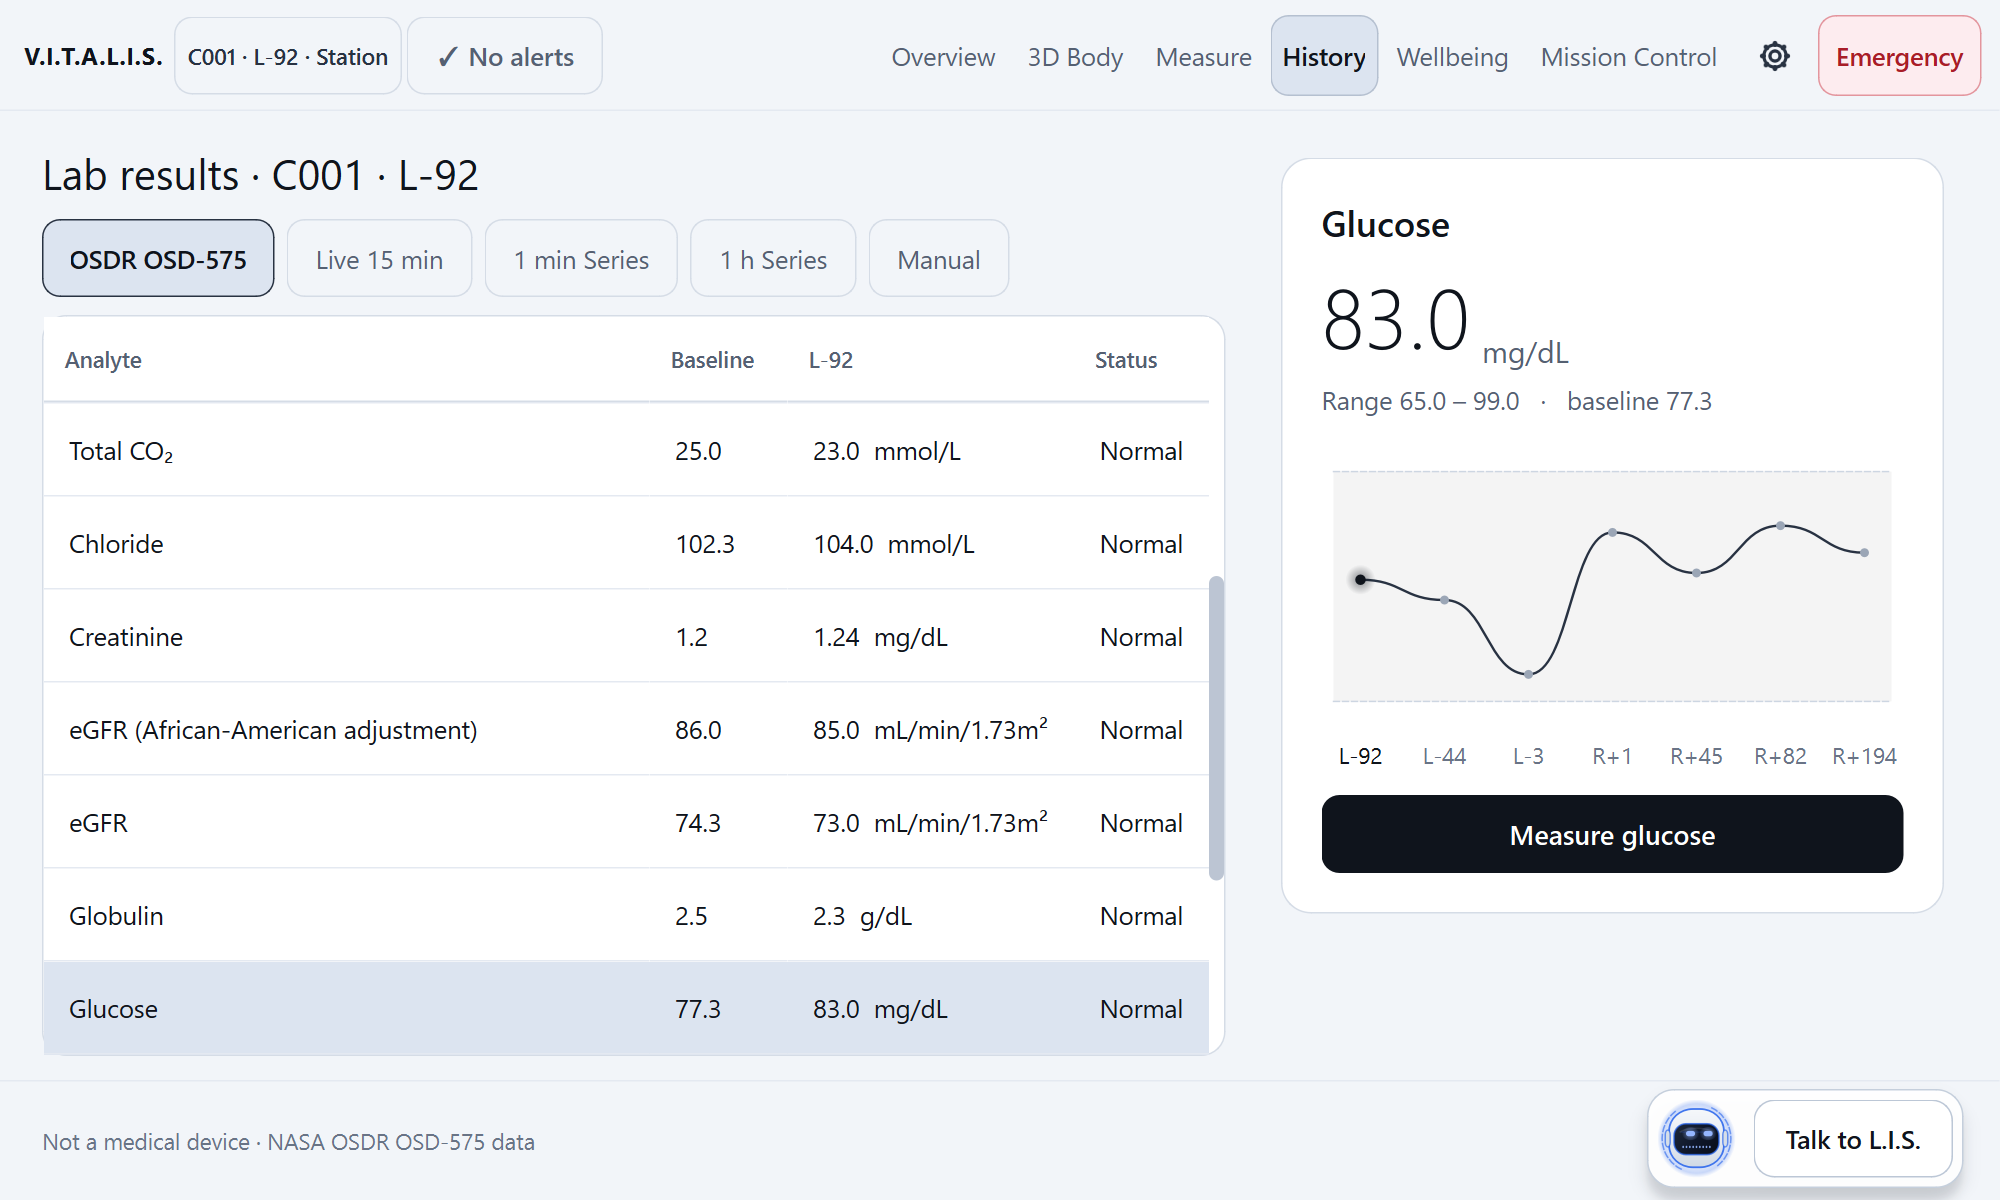 V.I.T.A.L.I.S.
C001 · L-92 · Station
✓ No alerts
Overview
3D Body
Measure
History
Wellbeing
Mission Control
Emergency
Lab results · C001 · L-92
OSDR OSD-575
Live 15 min
1 min Series
1 h Series
Manual
Analyte Baseline L-92 Status
Total CO₂ 25.0 23.0 mmol/L Normal
Chloride 102.3 104.0 mmol/L Normal
Creatinine 1.2 1.24 mg/dL Normal
eGFR (African-American adjustment) 86.0 85.0 mL/min/1.73m² Normal
eGFR 74.3 73.0 mL/min/1.73m² Normal
Globulin 2.5 2.3 g/dL Normal
Glucose 77.3 83.0 mg/dL Normal
Glucose
83.0 mg/dL
Range 65.0 – 99.0 · baseline 77.3
L-92 L-44 L-3 R+1 R+45 R+82 R+194
Measure glucose
Not a medical device · NASA OSDR OSD-575 data
Talk to L.I.S.